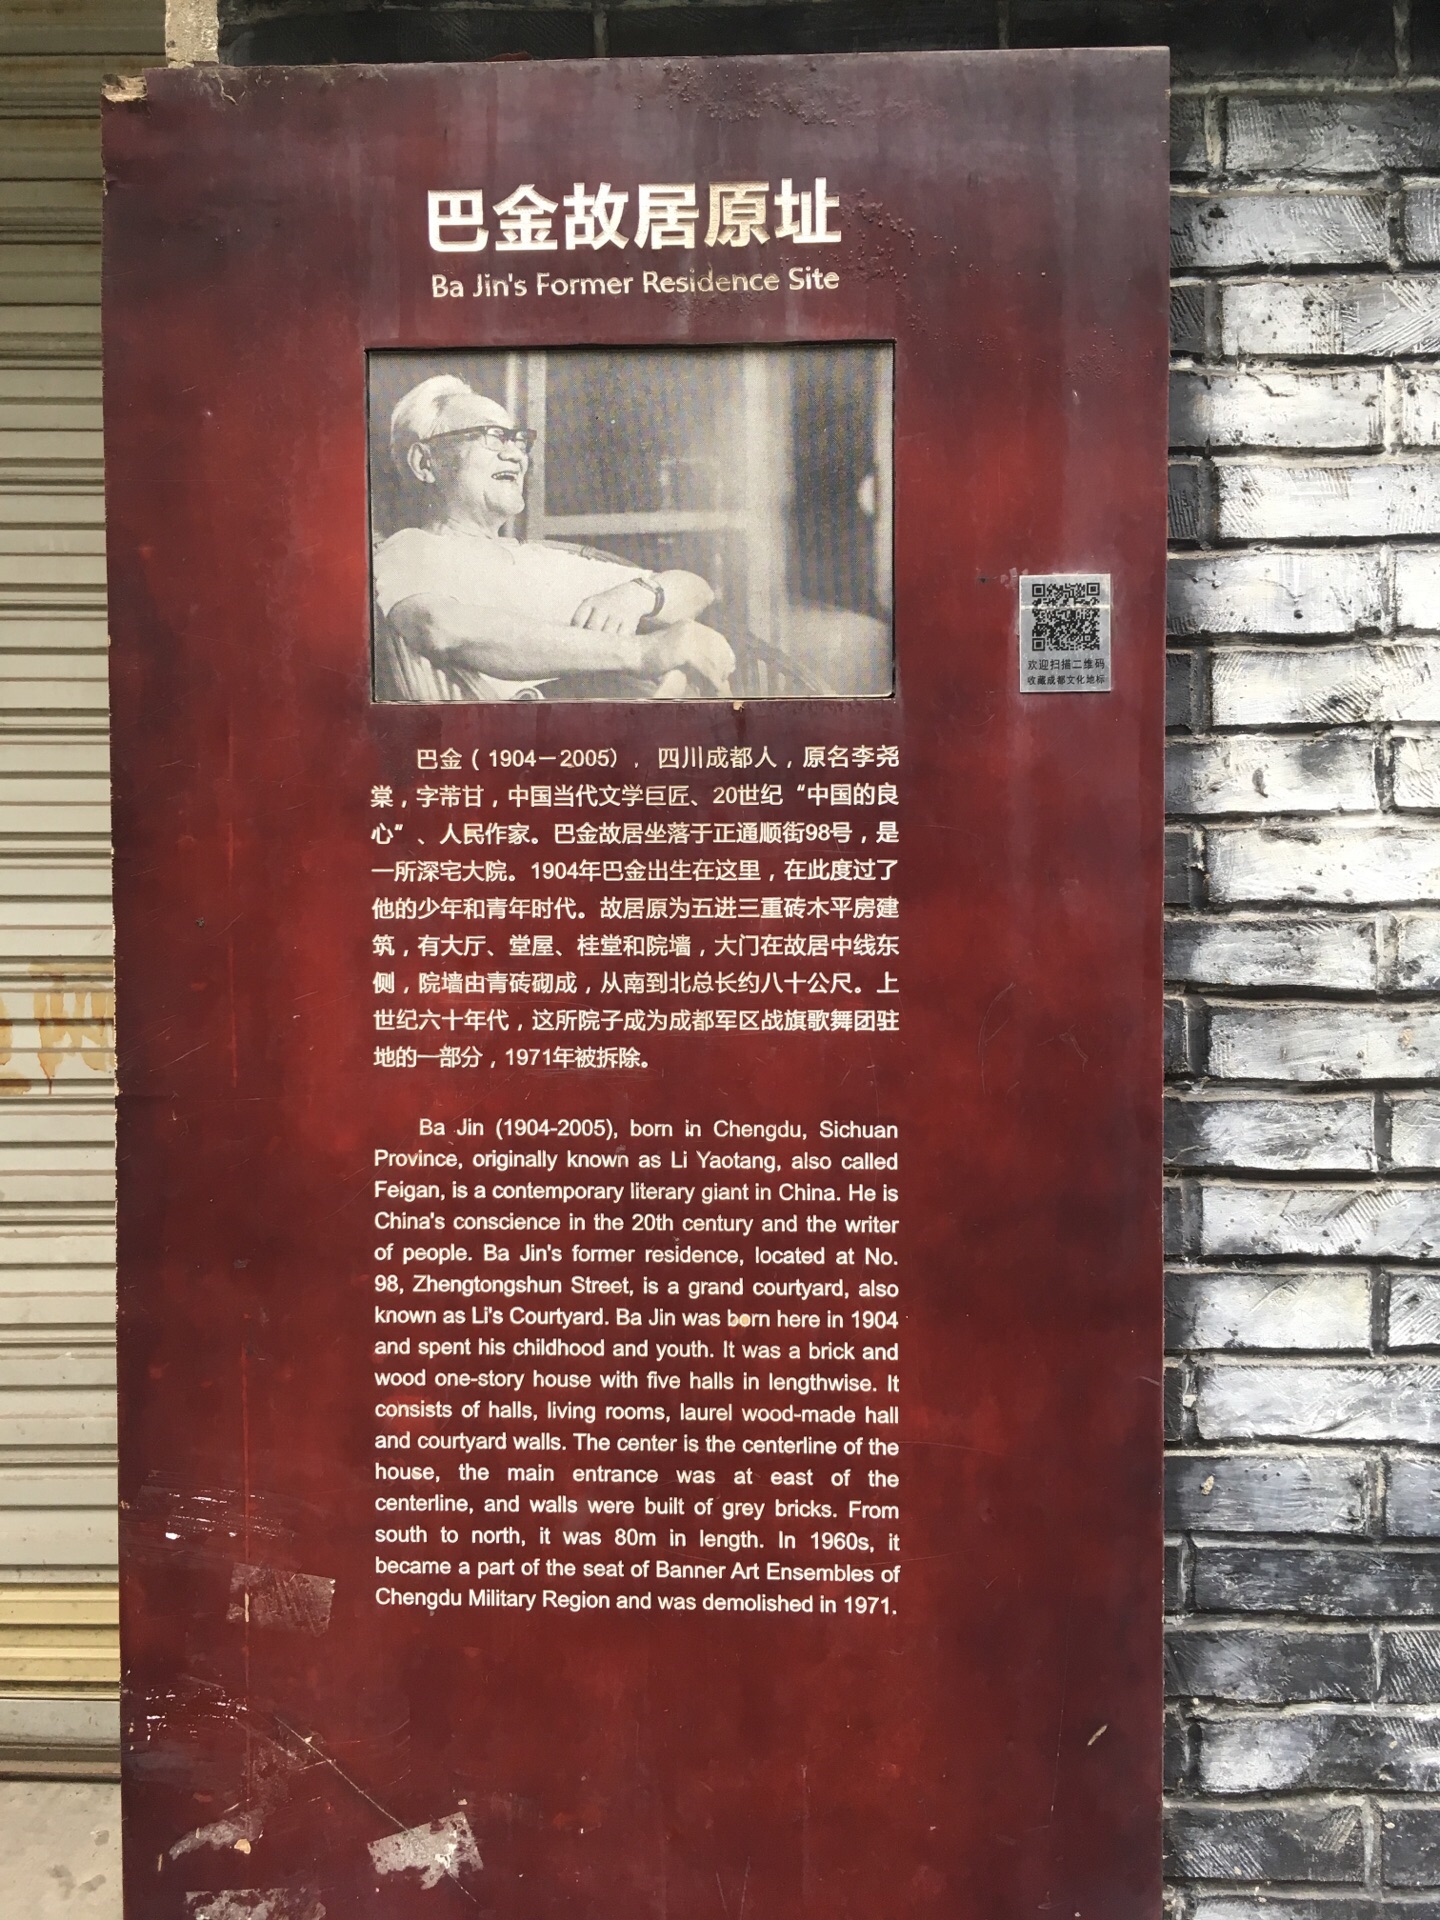 巴金故居原址
Ba Jin's Former Residence Site
欢迎扫描二维码
收藏成都文化地标
巴金（1904－2005），四川成都人，原名李尧
棠，字芾甘，中国当代文学巨匠、20世纪“中国的良
心”、人民作家。巴金故居坐落于正通顺街98号，是
一所深宅大院。1904年巴金出生在这里，在此度过了
他的少年和青年时代。故居原为五进三重砖木平房建
筑，有大厅、堂屋、桂堂和院墙，大门在故居中线东
侧，院墙由青砖砌成，从南到北总长约八十公尺。上
世纪六十年代，这所院子成为成都军区战旗歌舞团驻
地的一部分，1971年被拆除。
Ba Jin (1904-2005), born in Chengdu, Sichuan
Province, originally known as Li Yaotang, also called
Feigan, is a contemporary literary giant in China. He is
China's conscience in the 20th century and the writer
of people. Ba Jin's former residence, located at No.
98, Zhengtongshun Street, is a grand courtyard, also
known as Li's Courtyard. Ba Jin was born here in 1904
and spent his childhood and youth. It was a brick and
wood one-story house with five halls in lengthwise. It
consists of halls, living rooms, laurel wood-made hall
and courtyard walls. The center is the centerline of the
house, the main entrance was at east of the
centerline, and walls were built of grey bricks. From
south to north, it was 80m in length. In 1960s, it
became a part of the seat of Banner Art Ensembles of
Chengdu Military Region and was demolished in 1971.